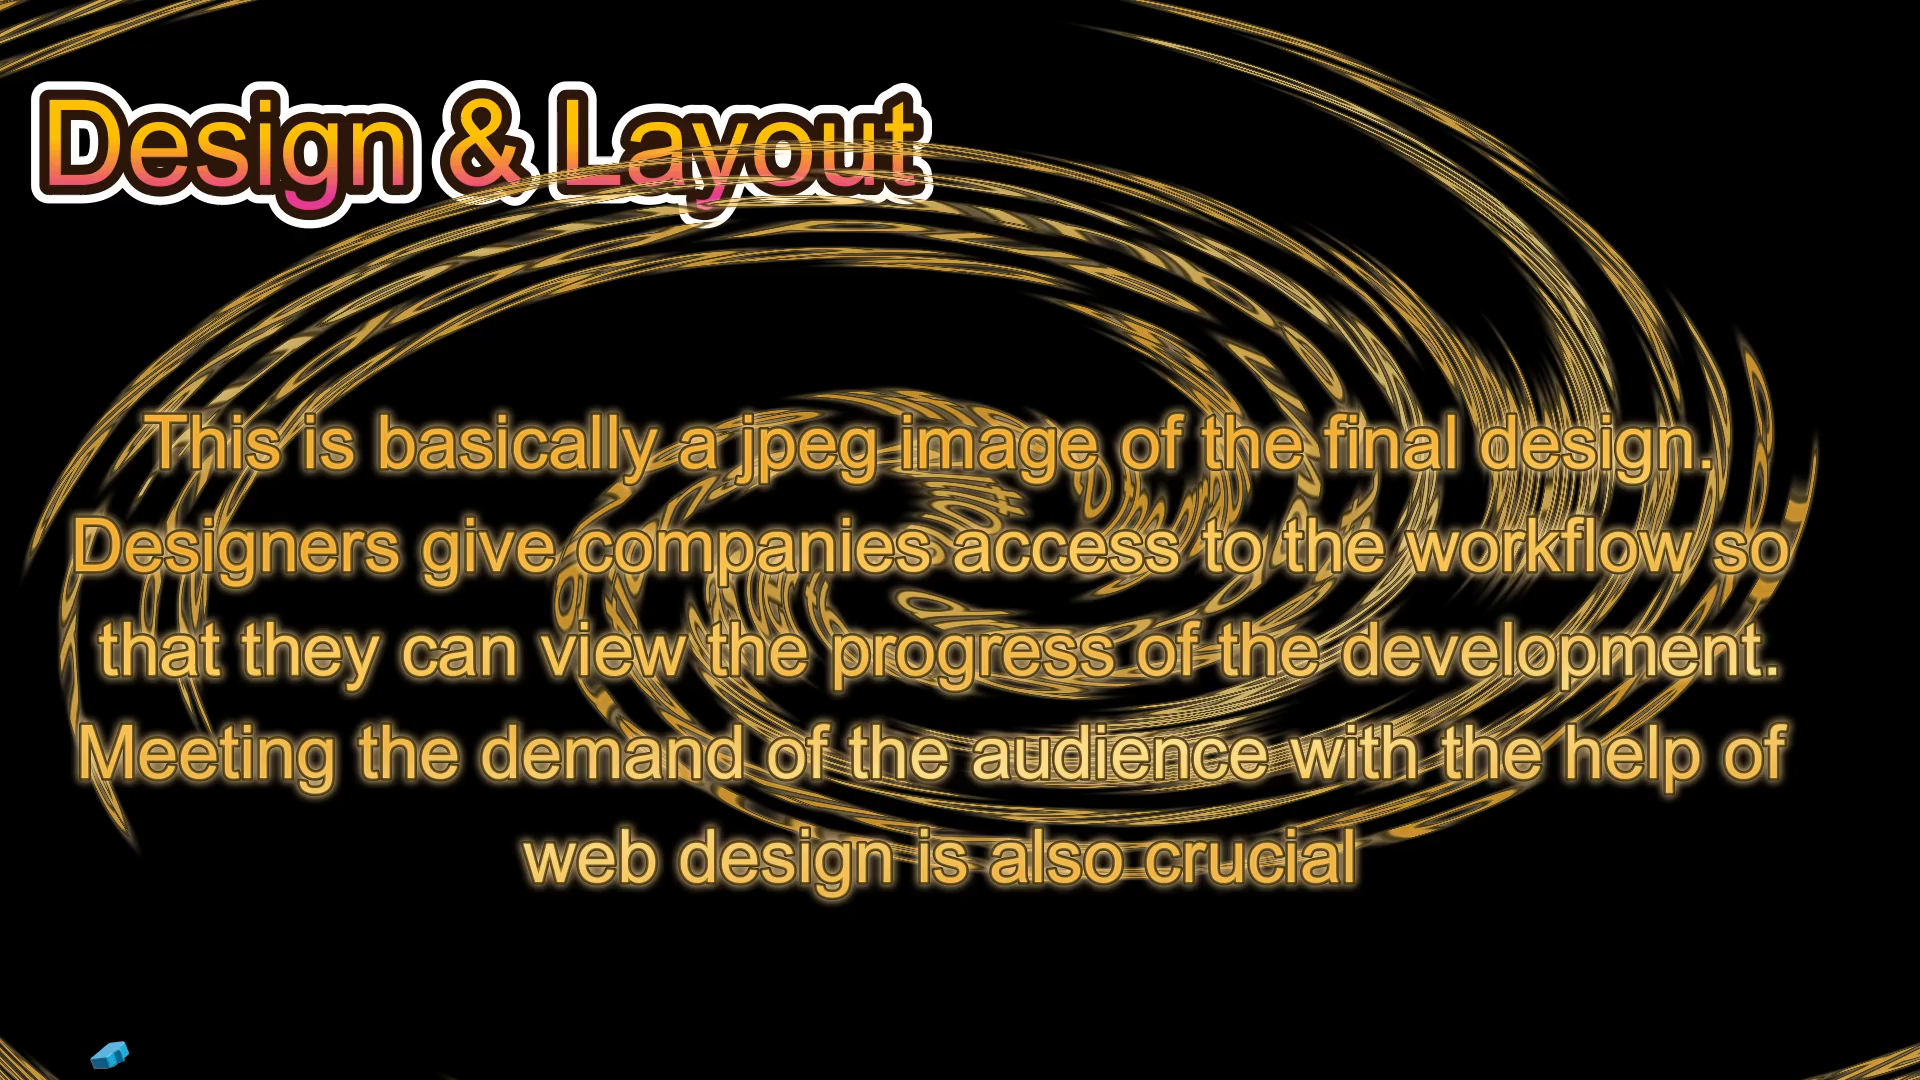 Design & Layout
This is basically a jpeg image of the final design.
Designers give companies access to the workflow so
that they can view the progress of the development.
Meeting the demand of the audience with the help of
web design is also crucial